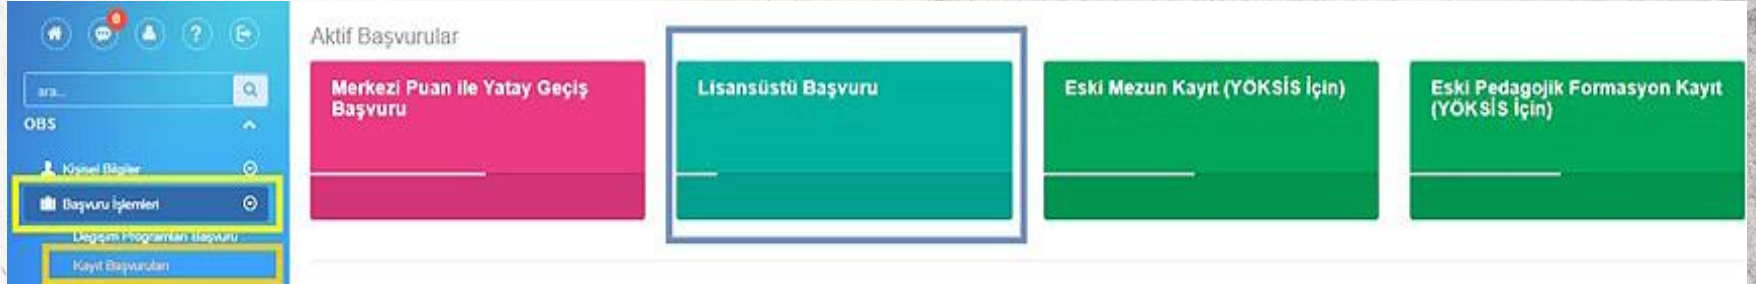 6
ara...
OBS
Kişisel Bilgiler
Başvuru İşlemleri
Değişim Programları Başvuru
Kayıt Başvuruları
Aktif Başvurular
Merkezi Puan ile Yatay Geçiş
Başvuru
Lisansüstü Başvuru
Eski Mezun Kayıt (YÖKSİS İçin)
Eski Pedagojik Formasyon Kayıt
(YÖKSİS İçin)